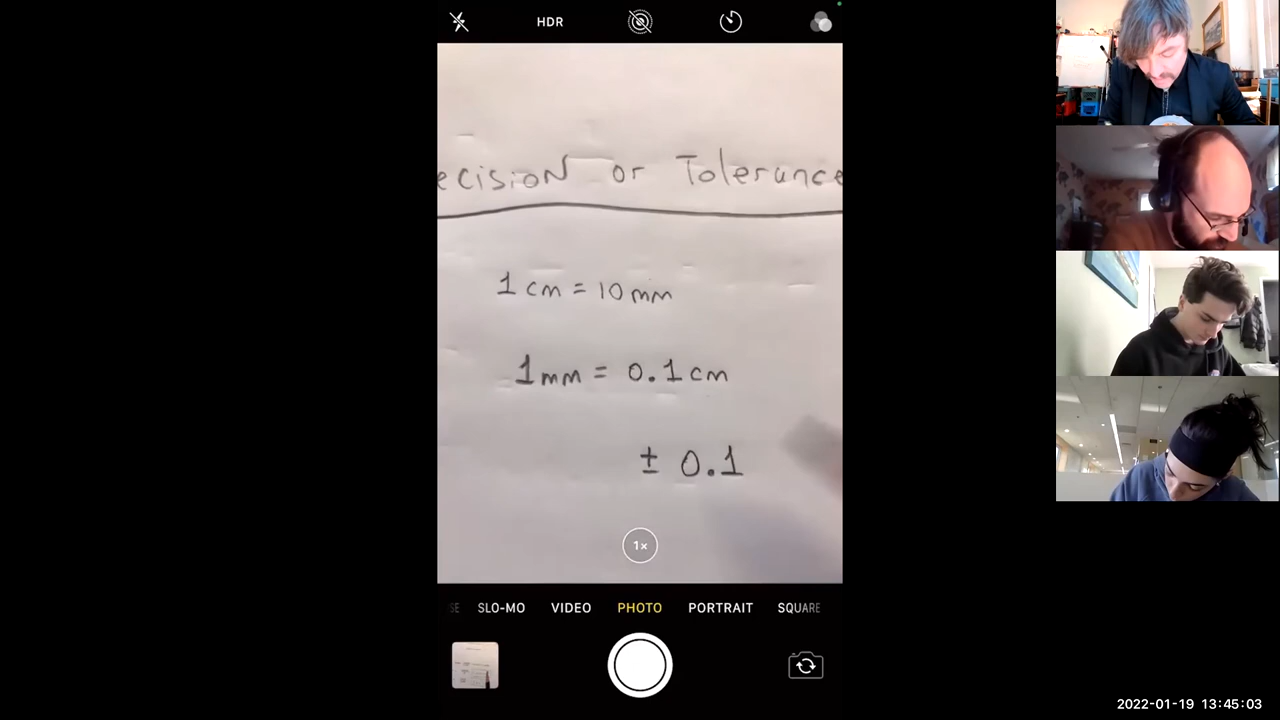 HDR
ecision or Tolerance
1 cm = 10 mm
1 mm = 0.1 cm
± 0.1
1×
SE SLO-MO VIDEO PHOTO PORTRAIT SQUARE
2022-01-19 13:45:03